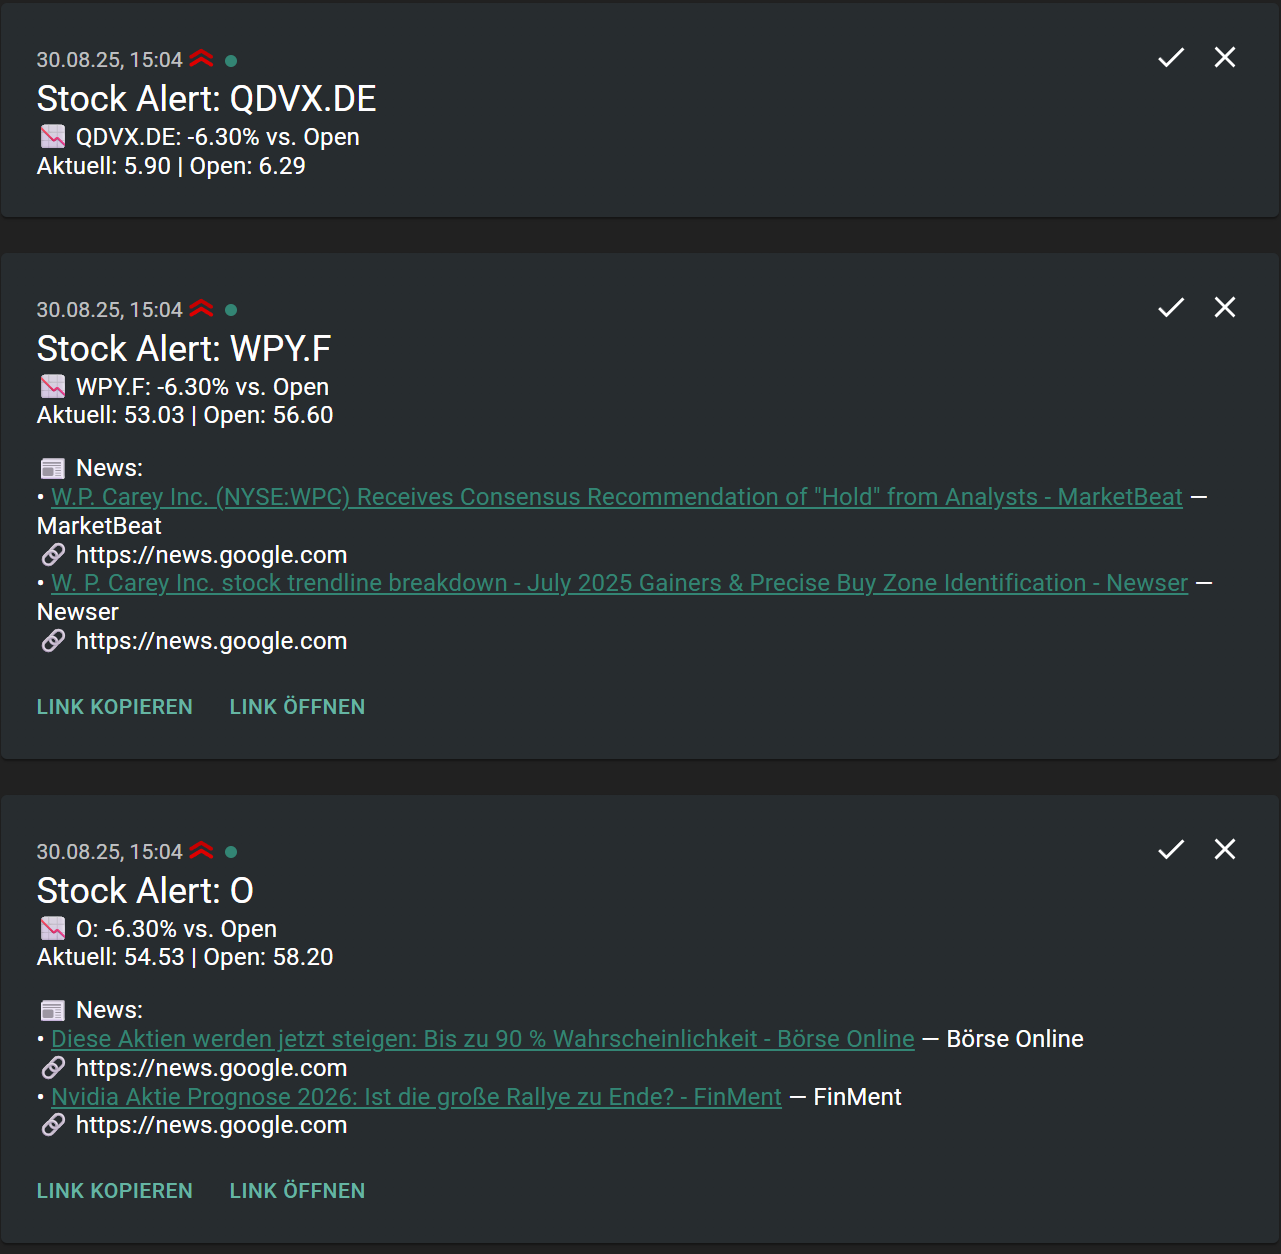 30.08.25, 15:04
Stock Alert: QDVX.DE
QDVX.DE: -6.30% vs. Open
Aktuell: 5.90 | Open: 6.29
30.08.25, 15:04
Stock Alert: WPY.F
WPY.F: -6.30% vs. Open
Aktuell: 53.03 | Open: 56.60
News:
• W.P. Carey Inc. (NYSE:WPC) Receives Consensus Recommendation of "Hold" from Analysts - MarketBeat —
MarketBeat
https://news.google.com
• W. P. Carey Inc. stock trendline breakdown - July 2025 Gainers & Precise Buy Zone Identification - Newser —
Newser
https://news.google.com
LINK KOPIEREN LINK ÖFFNEN
30.08.25, 15:04
Stock Alert: O
O: -6.30% vs. Open
Aktuell: 54.53 | Open: 58.20
News:
• Diese Aktien werden jetzt steigen: Bis zu 90 % Wahrscheinlichkeit - Börse Online — Börse Online
https://news.google.com
• Nvidia Aktie Prognose 2026: Ist die große Rallye zu Ende? - FinMent — FinMent
https://news.google.com
LINK KOPIEREN LINK ÖFFNEN